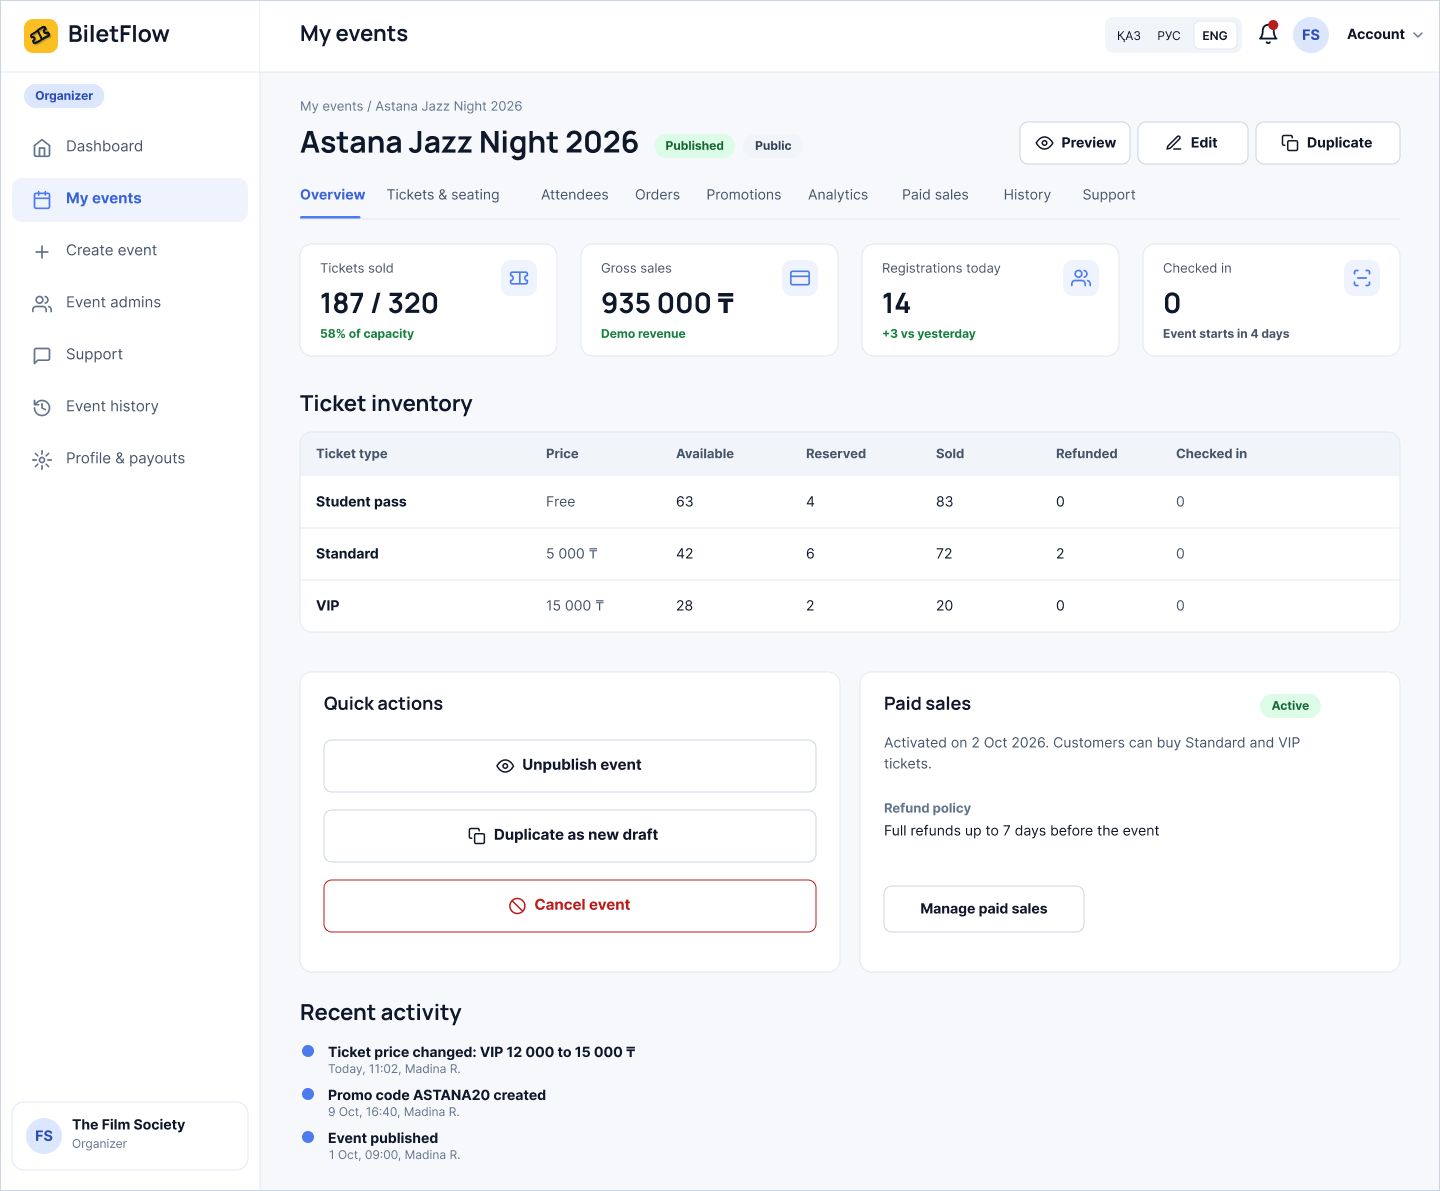 BiletFlow
My events
ҚАЗ РУС ENG
FS
Account
Organizer
Dashboard
My events
Create event
Event admins
Support
Event history
Profile & payouts
FS
The Film Society
Organizer
My events / Astana Jazz Night 2026
Astana Jazz Night 2026
Published
Public
Preview
Edit
Duplicate
Overview Tickets & seating Attendees Orders Promotions Analytics Paid sales History Support
Tickets sold
187 / 320
58% of capacity
Gross sales
935 000 ₸
Demo revenue
Registrations today
14
+3 vs yesterday
Checked in
0
Event starts in 4 days
Ticket inventory
Ticket type Price Available Reserved Sold Refunded Checked in
Student pass Free 63 4 83 0 0
Standard 5 000 ₸ 42 6 72 2 0
VIP 15 000 ₸ 28 2 20 0 0
Quick actions
Unpublish event
Duplicate as new draft
Cancel event
Paid sales
Active
Activated on 2 Oct 2026. Customers can buy Standard and VIP
tickets.
Refund policy
Full refunds up to 7 days before the event
Manage paid sales
Recent activity
Ticket price changed: VIP 12 000 to 15 000 ₸
Today, 11:02, Madina R.
Promo code ASTANA20 created
9 Oct, 16:40, Madina R.
Event published
1 Oct, 09:00, Madina R.